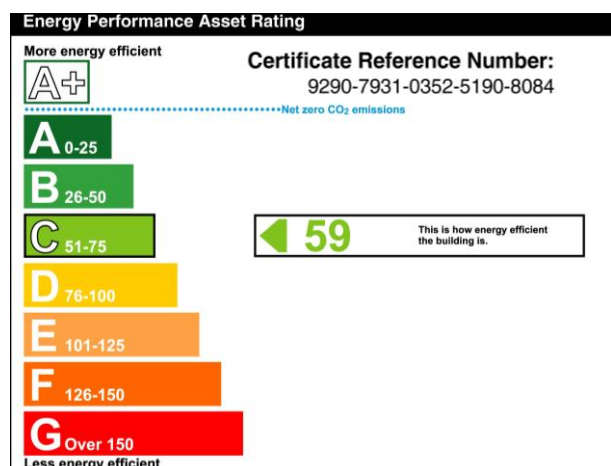 Energy Performance Asset Rating
More energy efficient
Certificate Reference Number:
9290-7931-0352-5190-8084
A+
Net zero CO2 emissions
A 0-25
B 26-50
C 51-75
59
This is how energy efficient
the building is.
D 76-100
E 101-125
F 126-150
G Over 150
Less energy efficient